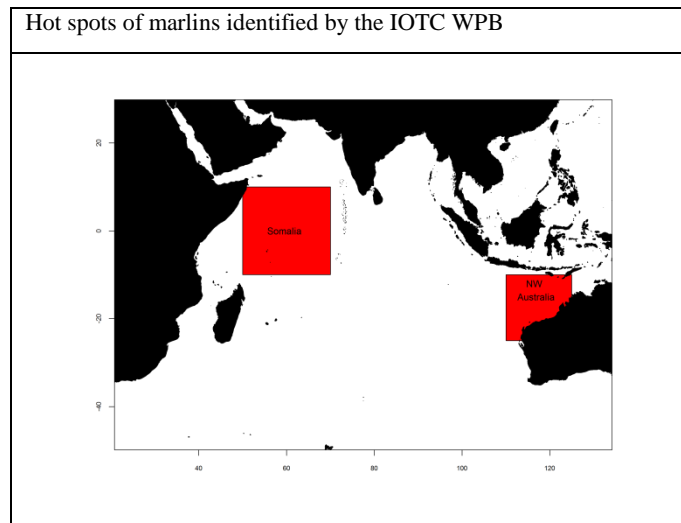 Hot spots of marlins identified by the IOTC WPB
20
0
-20
-40
Somalia
NW
Australia
40
60
80
100
120